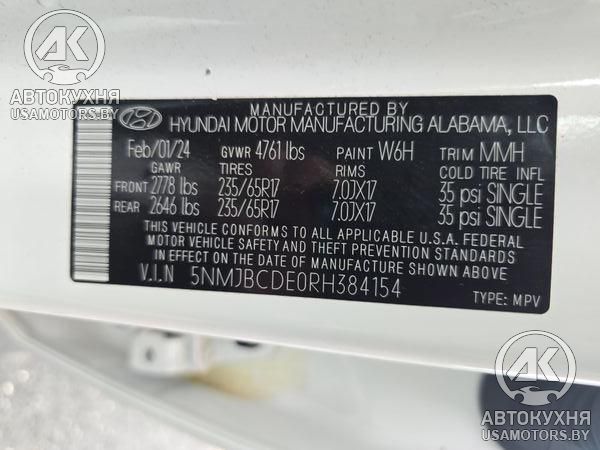 АК
АВТОКУХНЯ
USAMOTORS.BY
MANUFACTURED BY
HYUNDAI MOTOR MANUFACTURING ALABAMA, LLC
Feb/01/24 GVWR 4761 lbs PAINT W6H TRIM MMH
GAWR TIRES RIMS COLD TIRE INFL
FRONT 2778 lbs 235/65R17 7.0JX17 35 psi SINGLE
REAR 2646 lbs 235/65R17 7.0JX17 35 psi SINGLE
THIS VEHICLE CONFORMS TO ALL APPLICABLE U.S.A. FEDERAL
MOTOR VEHICLE SAFETY AND THEFT PREVENTION STANDARDS
IN EFFECT ON THE DATE OF MANUFACTURE SHOWN ABOVE.
V.I.N 5NMJBCDE0RH384154
TYPE: MPV
АК
АВТОКУХНЯ
USAMOTORS.BY